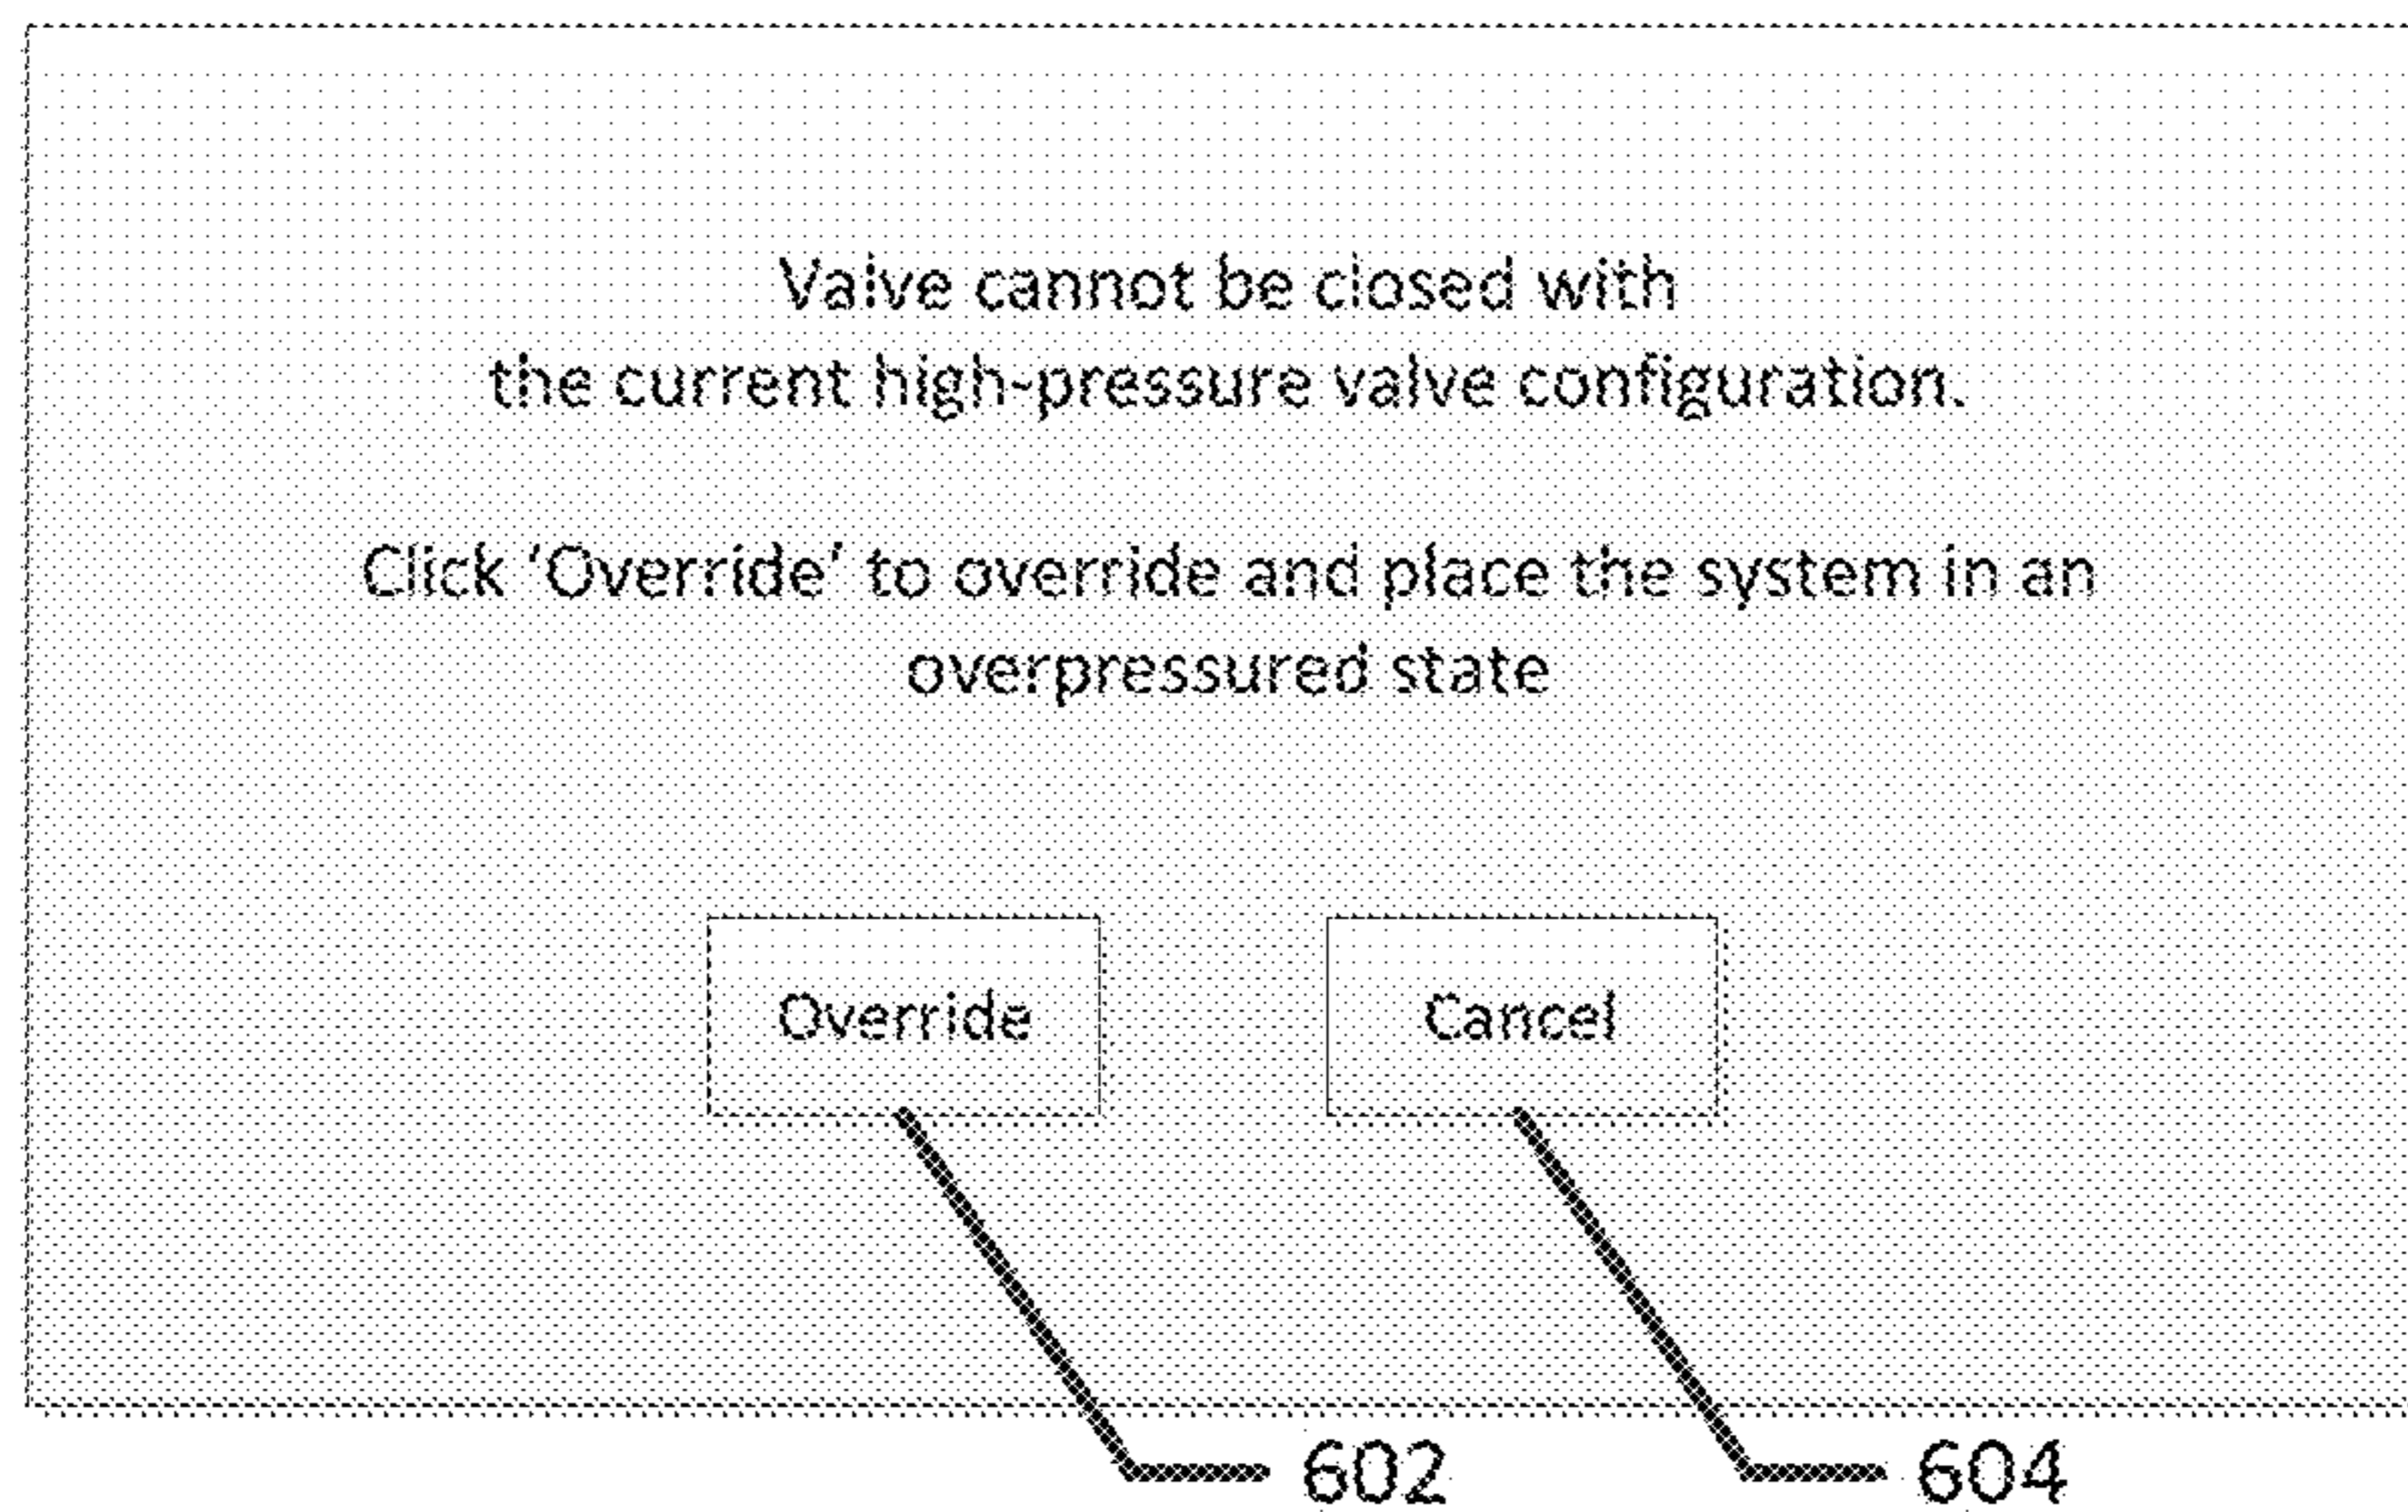 Valve cannot be closed with
the current high-pressure valve configuration.
Click 'Override' to override and place the system in an
overpressured state
Override Cancel
602 604